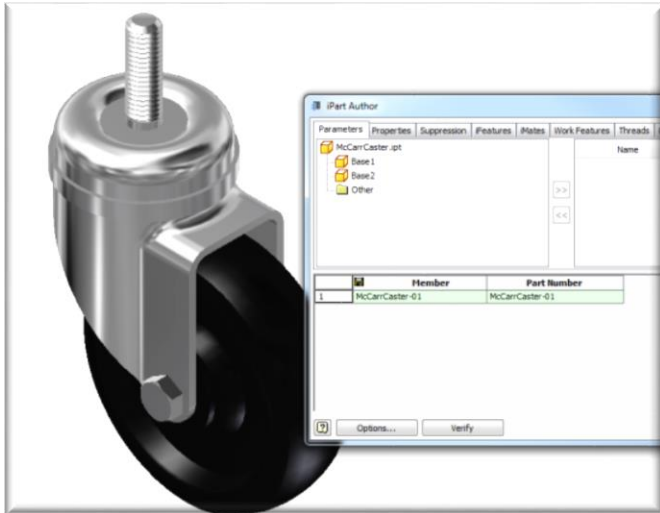 iPart Author
Parameters Properties Suppression iFeatures iMates Work Features Threads
McCarrCaster.ipt
Name
Base1
Base2
Other
>>
<<
Member Part Number
1 McCarrCaster-01 McCarrCaster-01
? Options... Verify